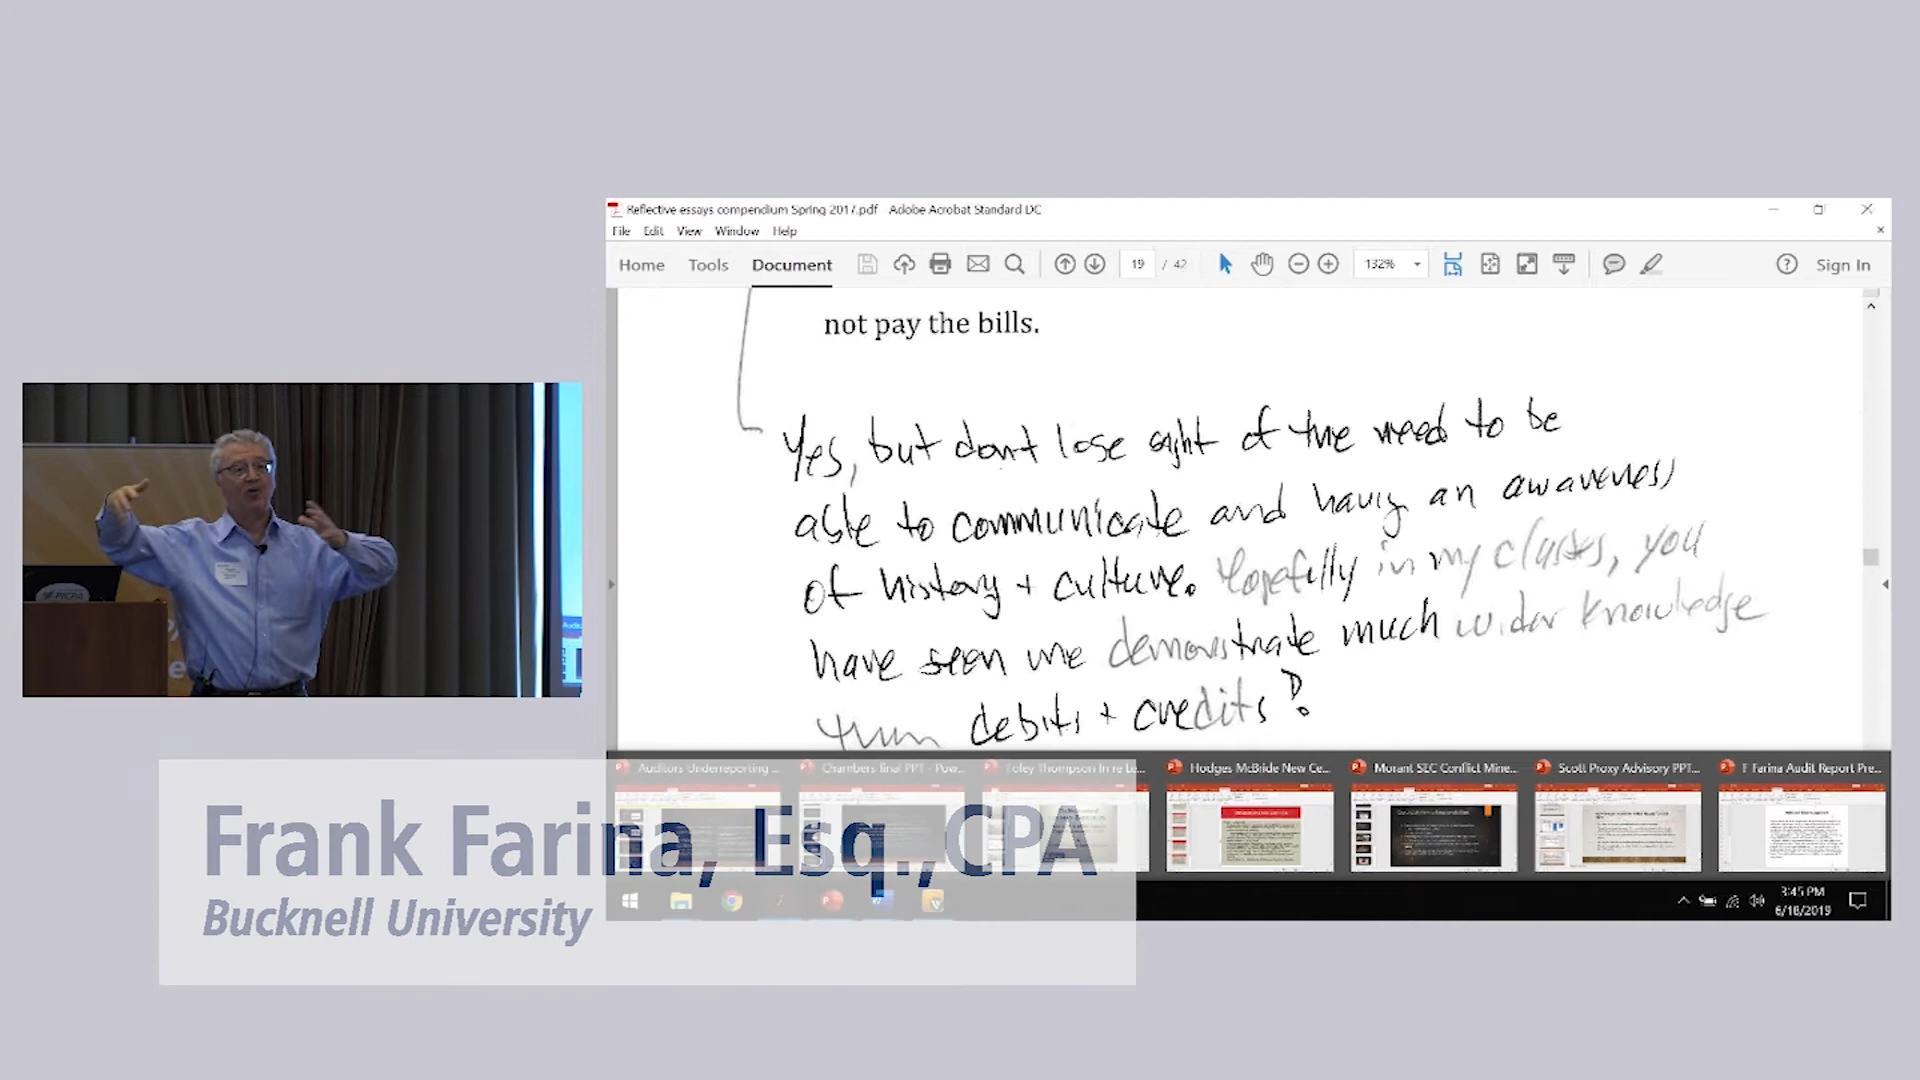 Reflective essays compendium Spring 2017.pdf - Adobe Acrobat Standard DC
File Edit View Window Help
Home Tools Document 19 / 42 132% Sign In
not pay the bills.
Yes, but don't lose sight of the need to be
able to communicate and having an awareness
of history + culture. Hopefully in my classes, you
have seen me demonstrate much wider knowledge
than debits + credits!
PICPA
Auditors Underreporting ... Chambers final PPT - Pow... Foley Thompson In re Le... Hodges McBride New Ce... Morant SEC Conflict Mine... Scott Proxy Advisory PPT... F Farina Audit Report Pre...
Frank Farina, Esq., CPA
Bucknell University
3:45 PM
6/18/2019